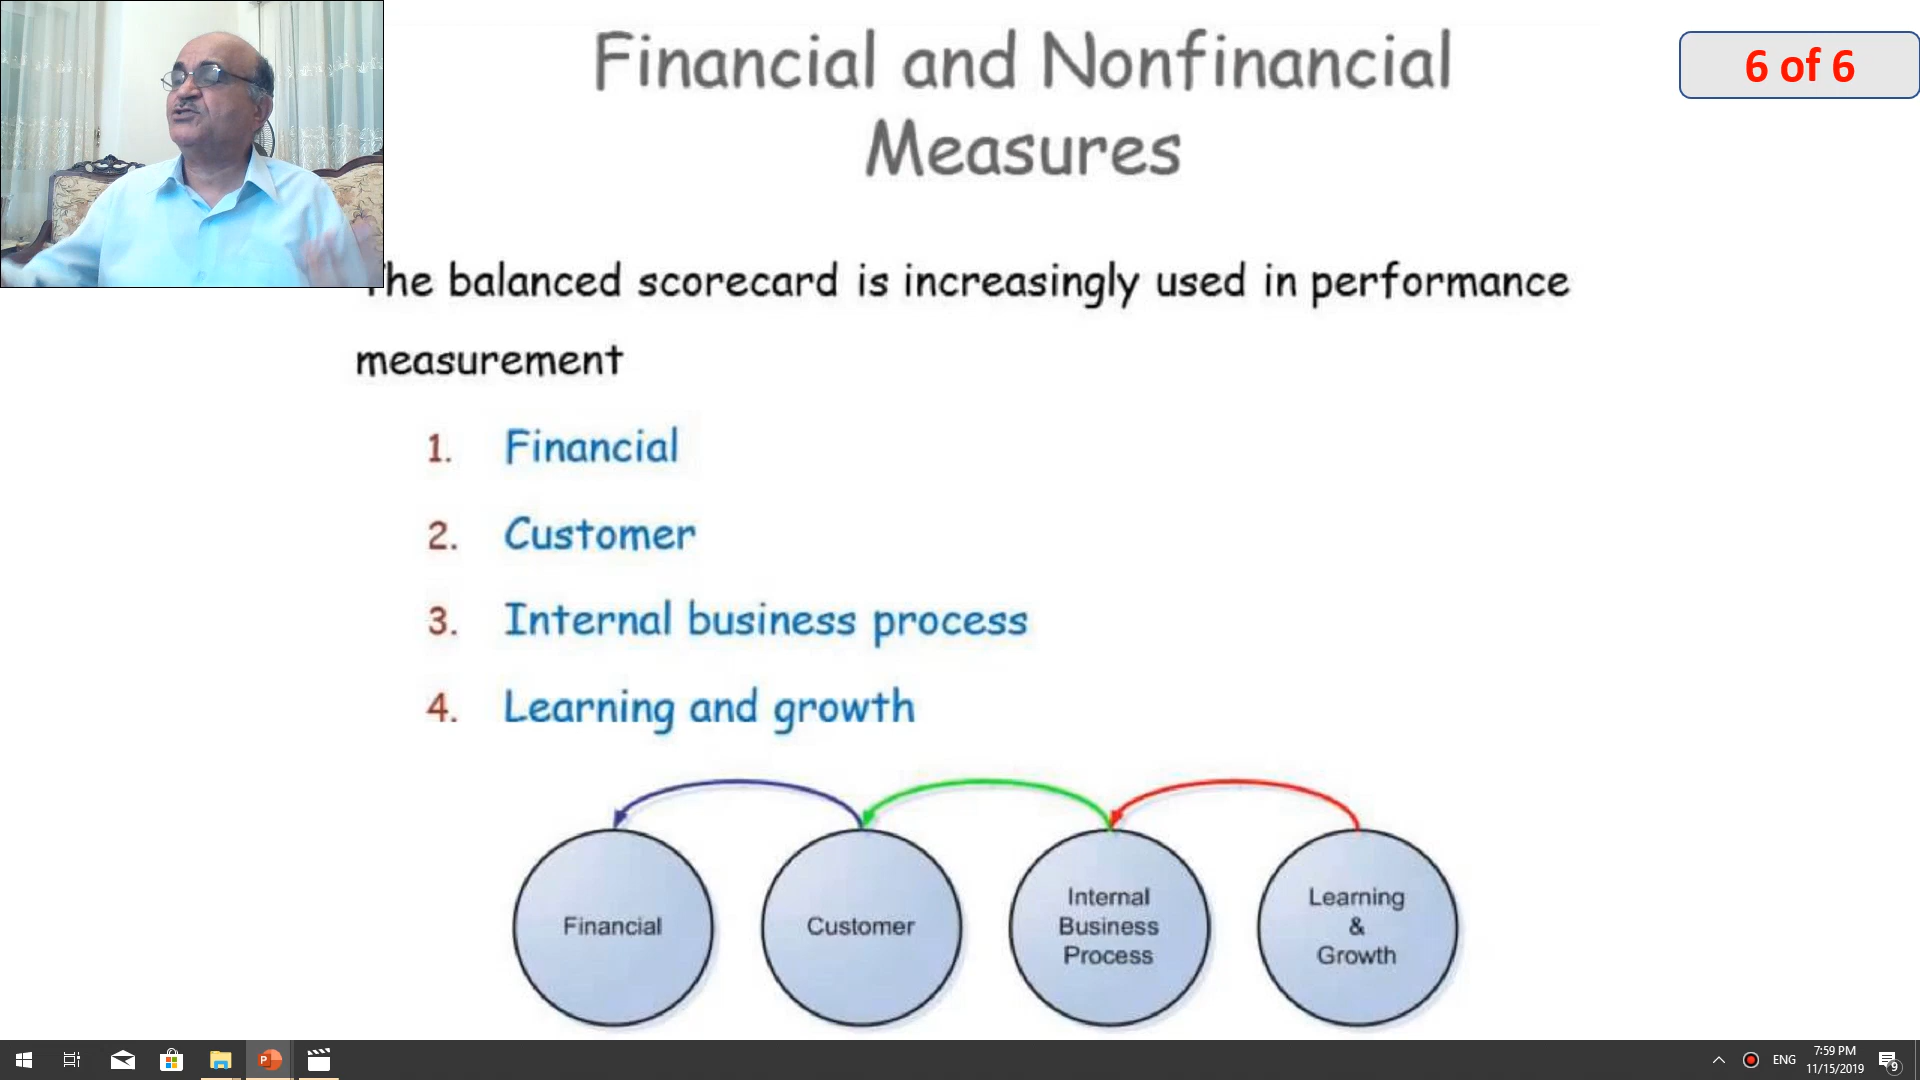 Financial and Nonfinancial
Measures
6 of 6
The balanced scorecard is increasingly used in performance
measurement
1. Financial
2. Customer
3. Internal business process
4. Learning and growth
Financial
Customer
Internal
Business
Process
Learning
&
Growth
P
ENG
7:59 PM
11/15/2019
9